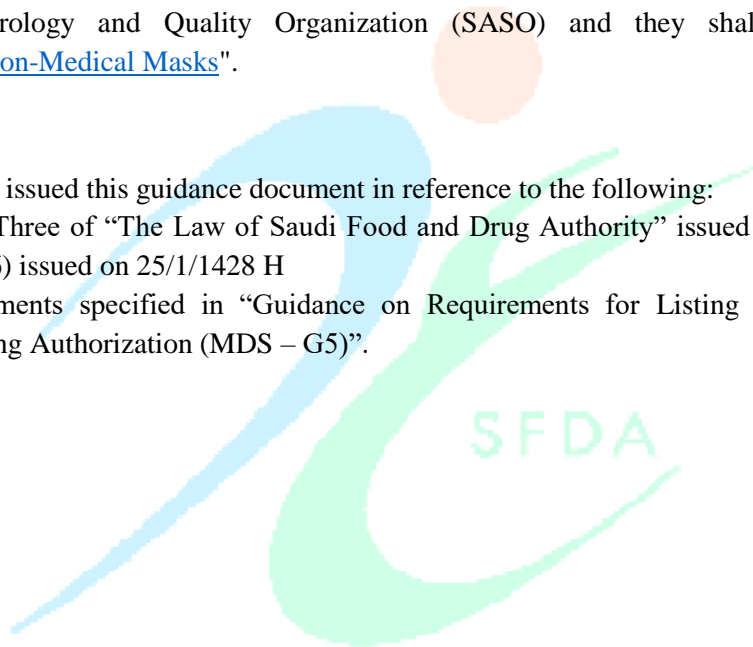 rology and Quality Organization (SASO) and they shal
on-Medical Masks".
issued this guidance document in reference to the following:
Three of “The Law of Saudi Food and Drug Authority” issued
) issued on 25/1/1428 H
ments specified in “Guidance on Requirements for Listing
ng Authorization (MDS – G5)”.
SFDA